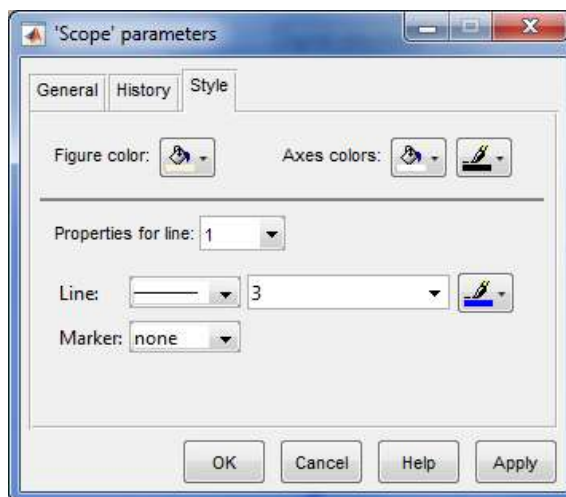 'Scope' parameters
General History Style
Figure color: Axes colors:
Properties for line: 1
Line: 3
Marker: none
OK Cancel Help Apply